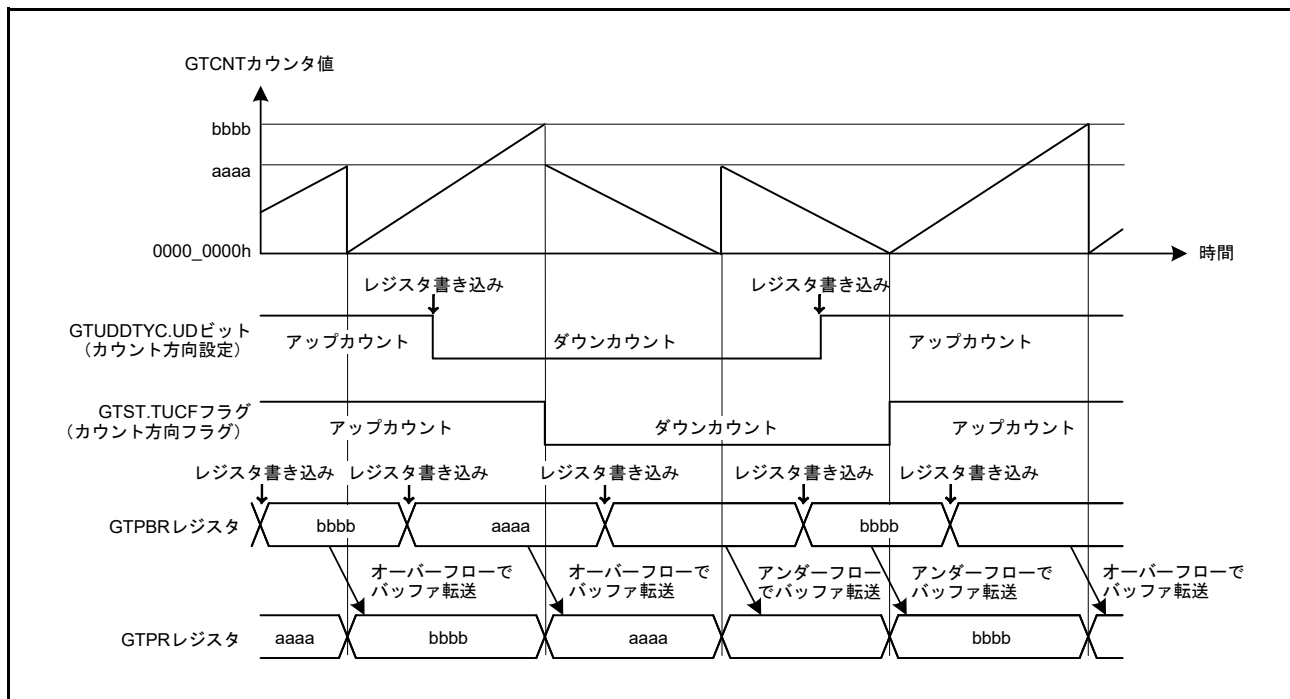 GTCNTカウンタ値
bbbb
aaaa
0000_0000h
時間
レジスタ書き込み
レジスタ書き込み
GTUDDTYC.UDビット
（カウント方向設定）
アップカウント
ダウンカウント
アップカウント
GTST.TUCFフラグ
（カウント方向フラグ）
アップカウント
ダウンカウント
アップカウント
レジスタ書き込み
レジスタ書き込み
レジスタ書き込み
レジスタ書き込み
レジスタ書き込み
GTPBRレジスタ
bbbb
aaaa
bbbb
オーバーフローで
バッファ転送
オーバーフローで
バッファ転送
アンダーフロー
でバッファ転送
アンダーフローで
バッファ転送
オーバーフローで
バッファ転送
GTPRレジスタ
aaaa
bbbb
aaaa
bbbb